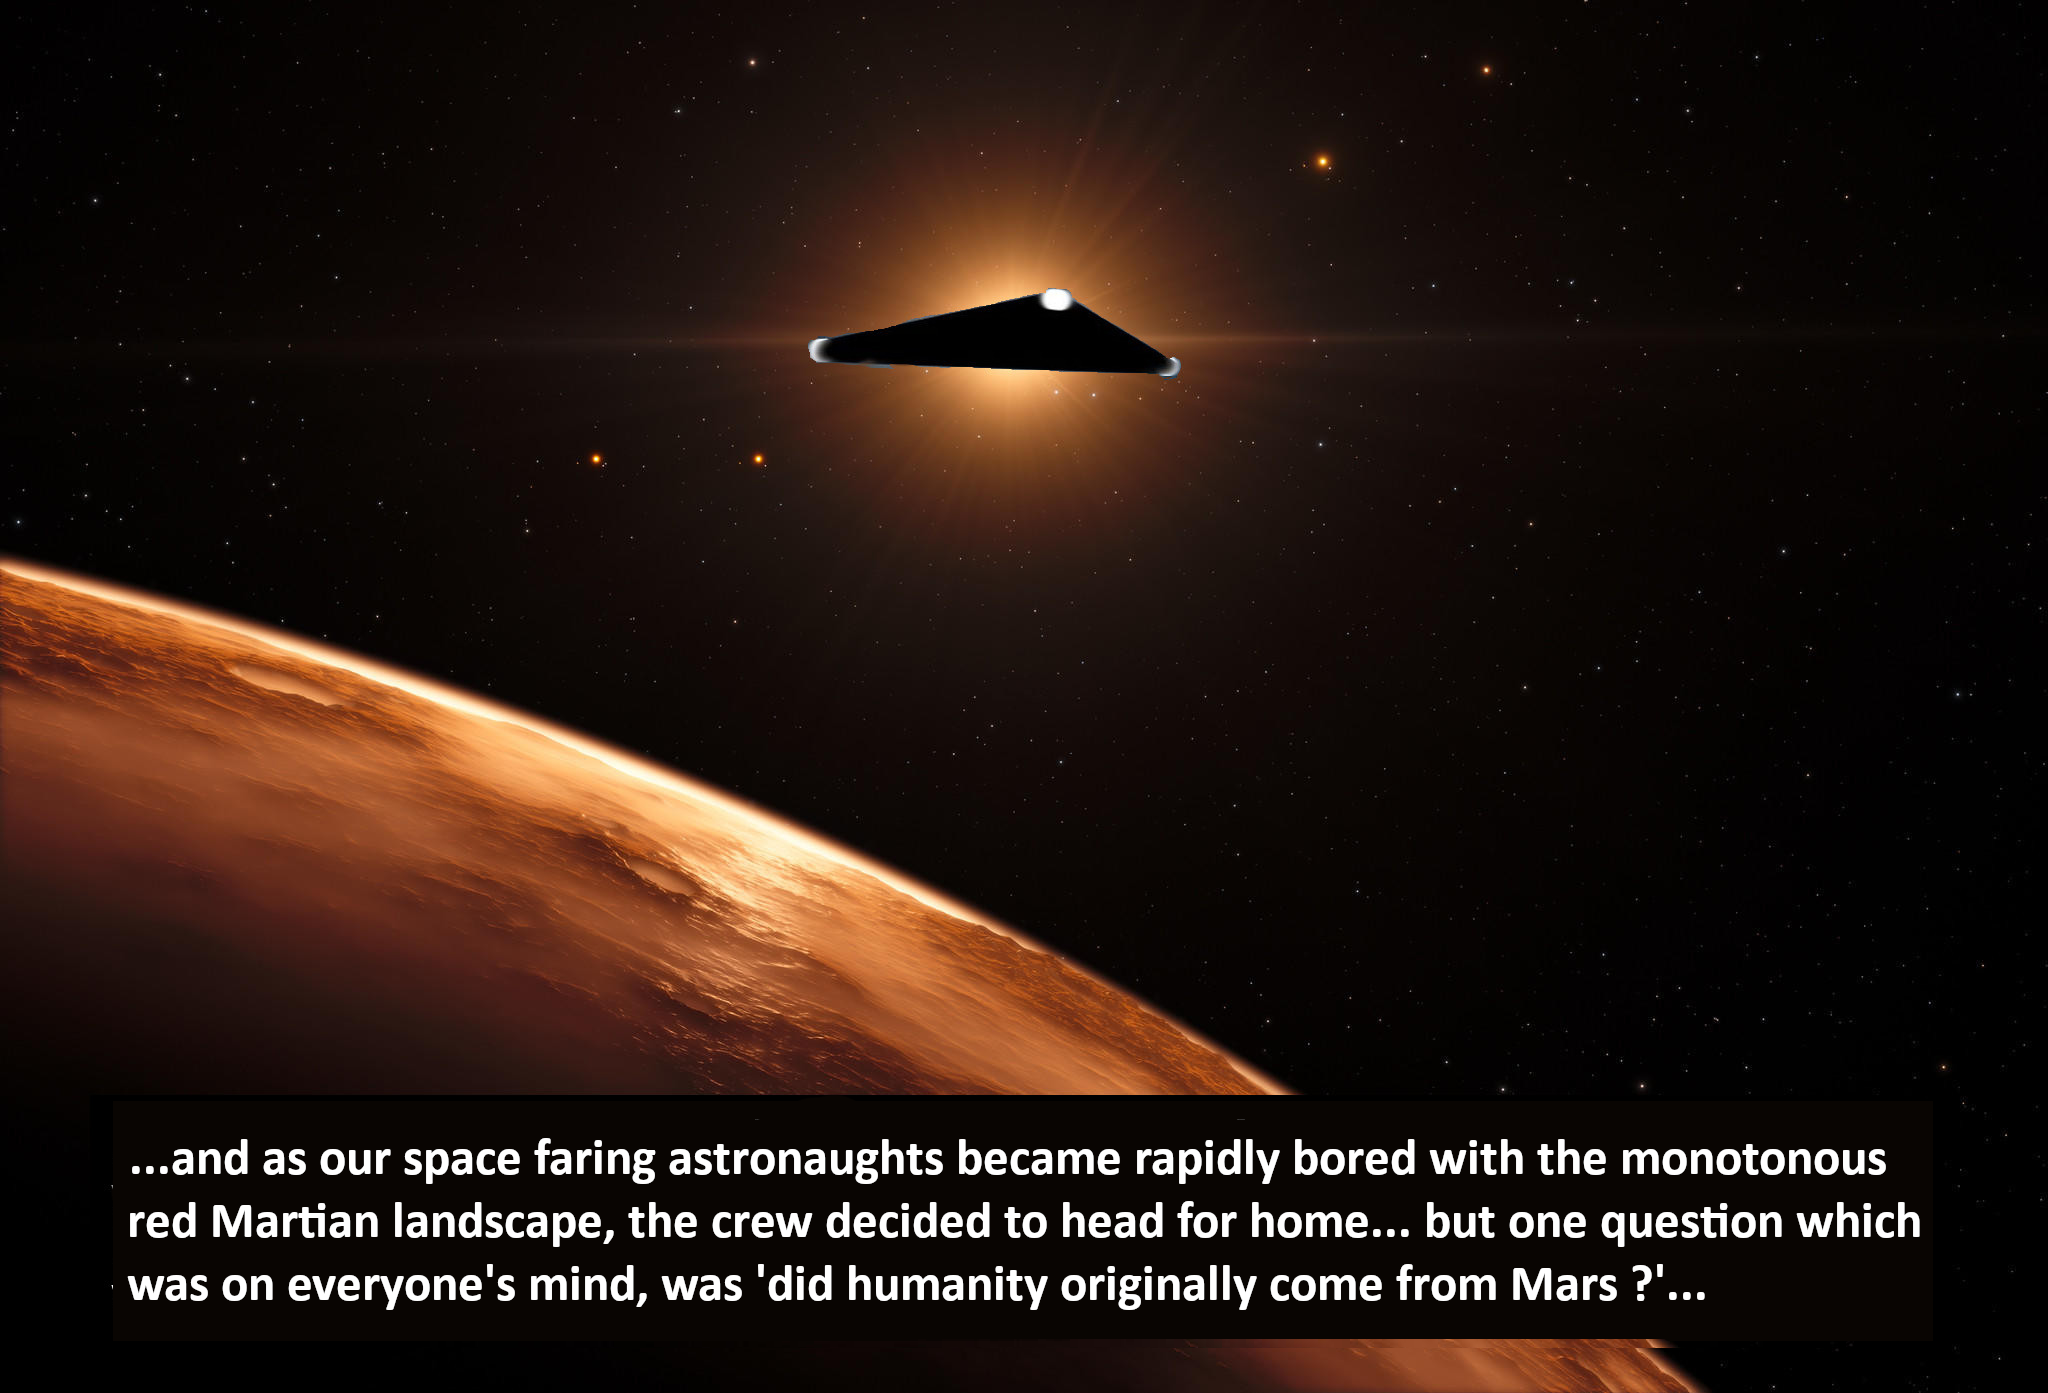 ...and as our space faring astronaughts became rapidly bored with the monotonous
red Martian landscape, the crew decided to head for home... but one question which
was on everyone's mind, was 'did humanity originally come from Mars ?'...